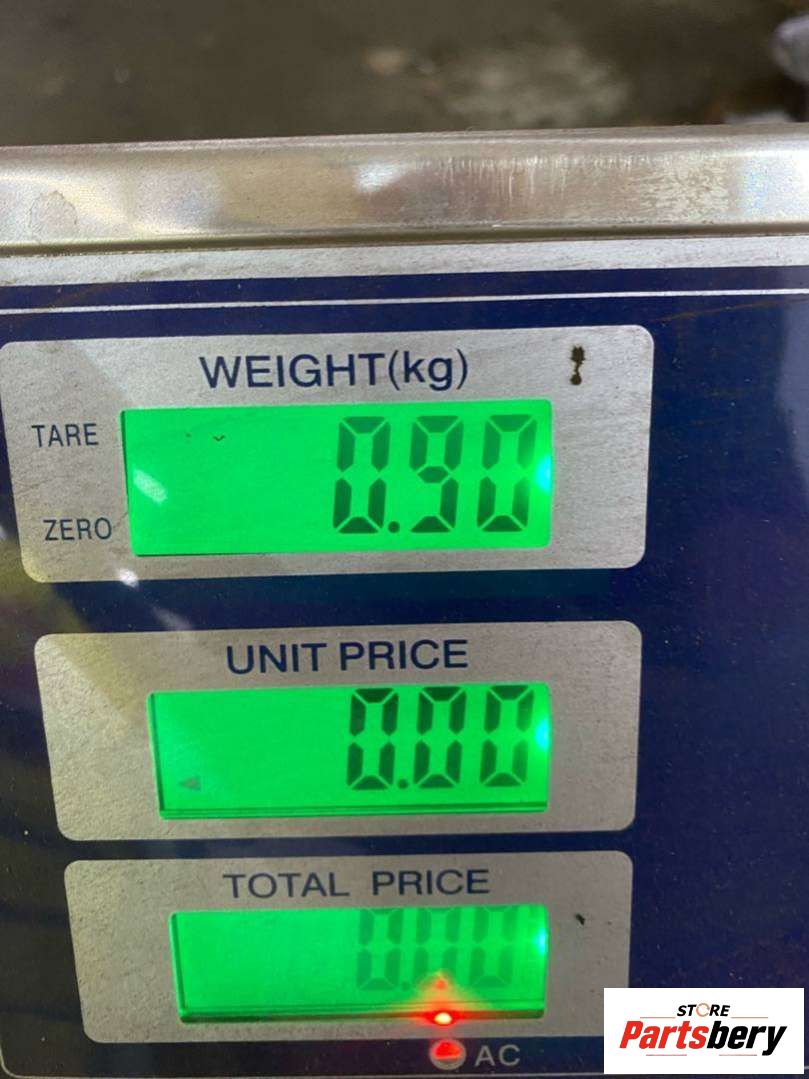 WEIGHT(kg)
TARE
0.90
ZERO
UNIT PRICE
0.00
TOTAL PRICE
0.00
AC
STORE
Partsbery